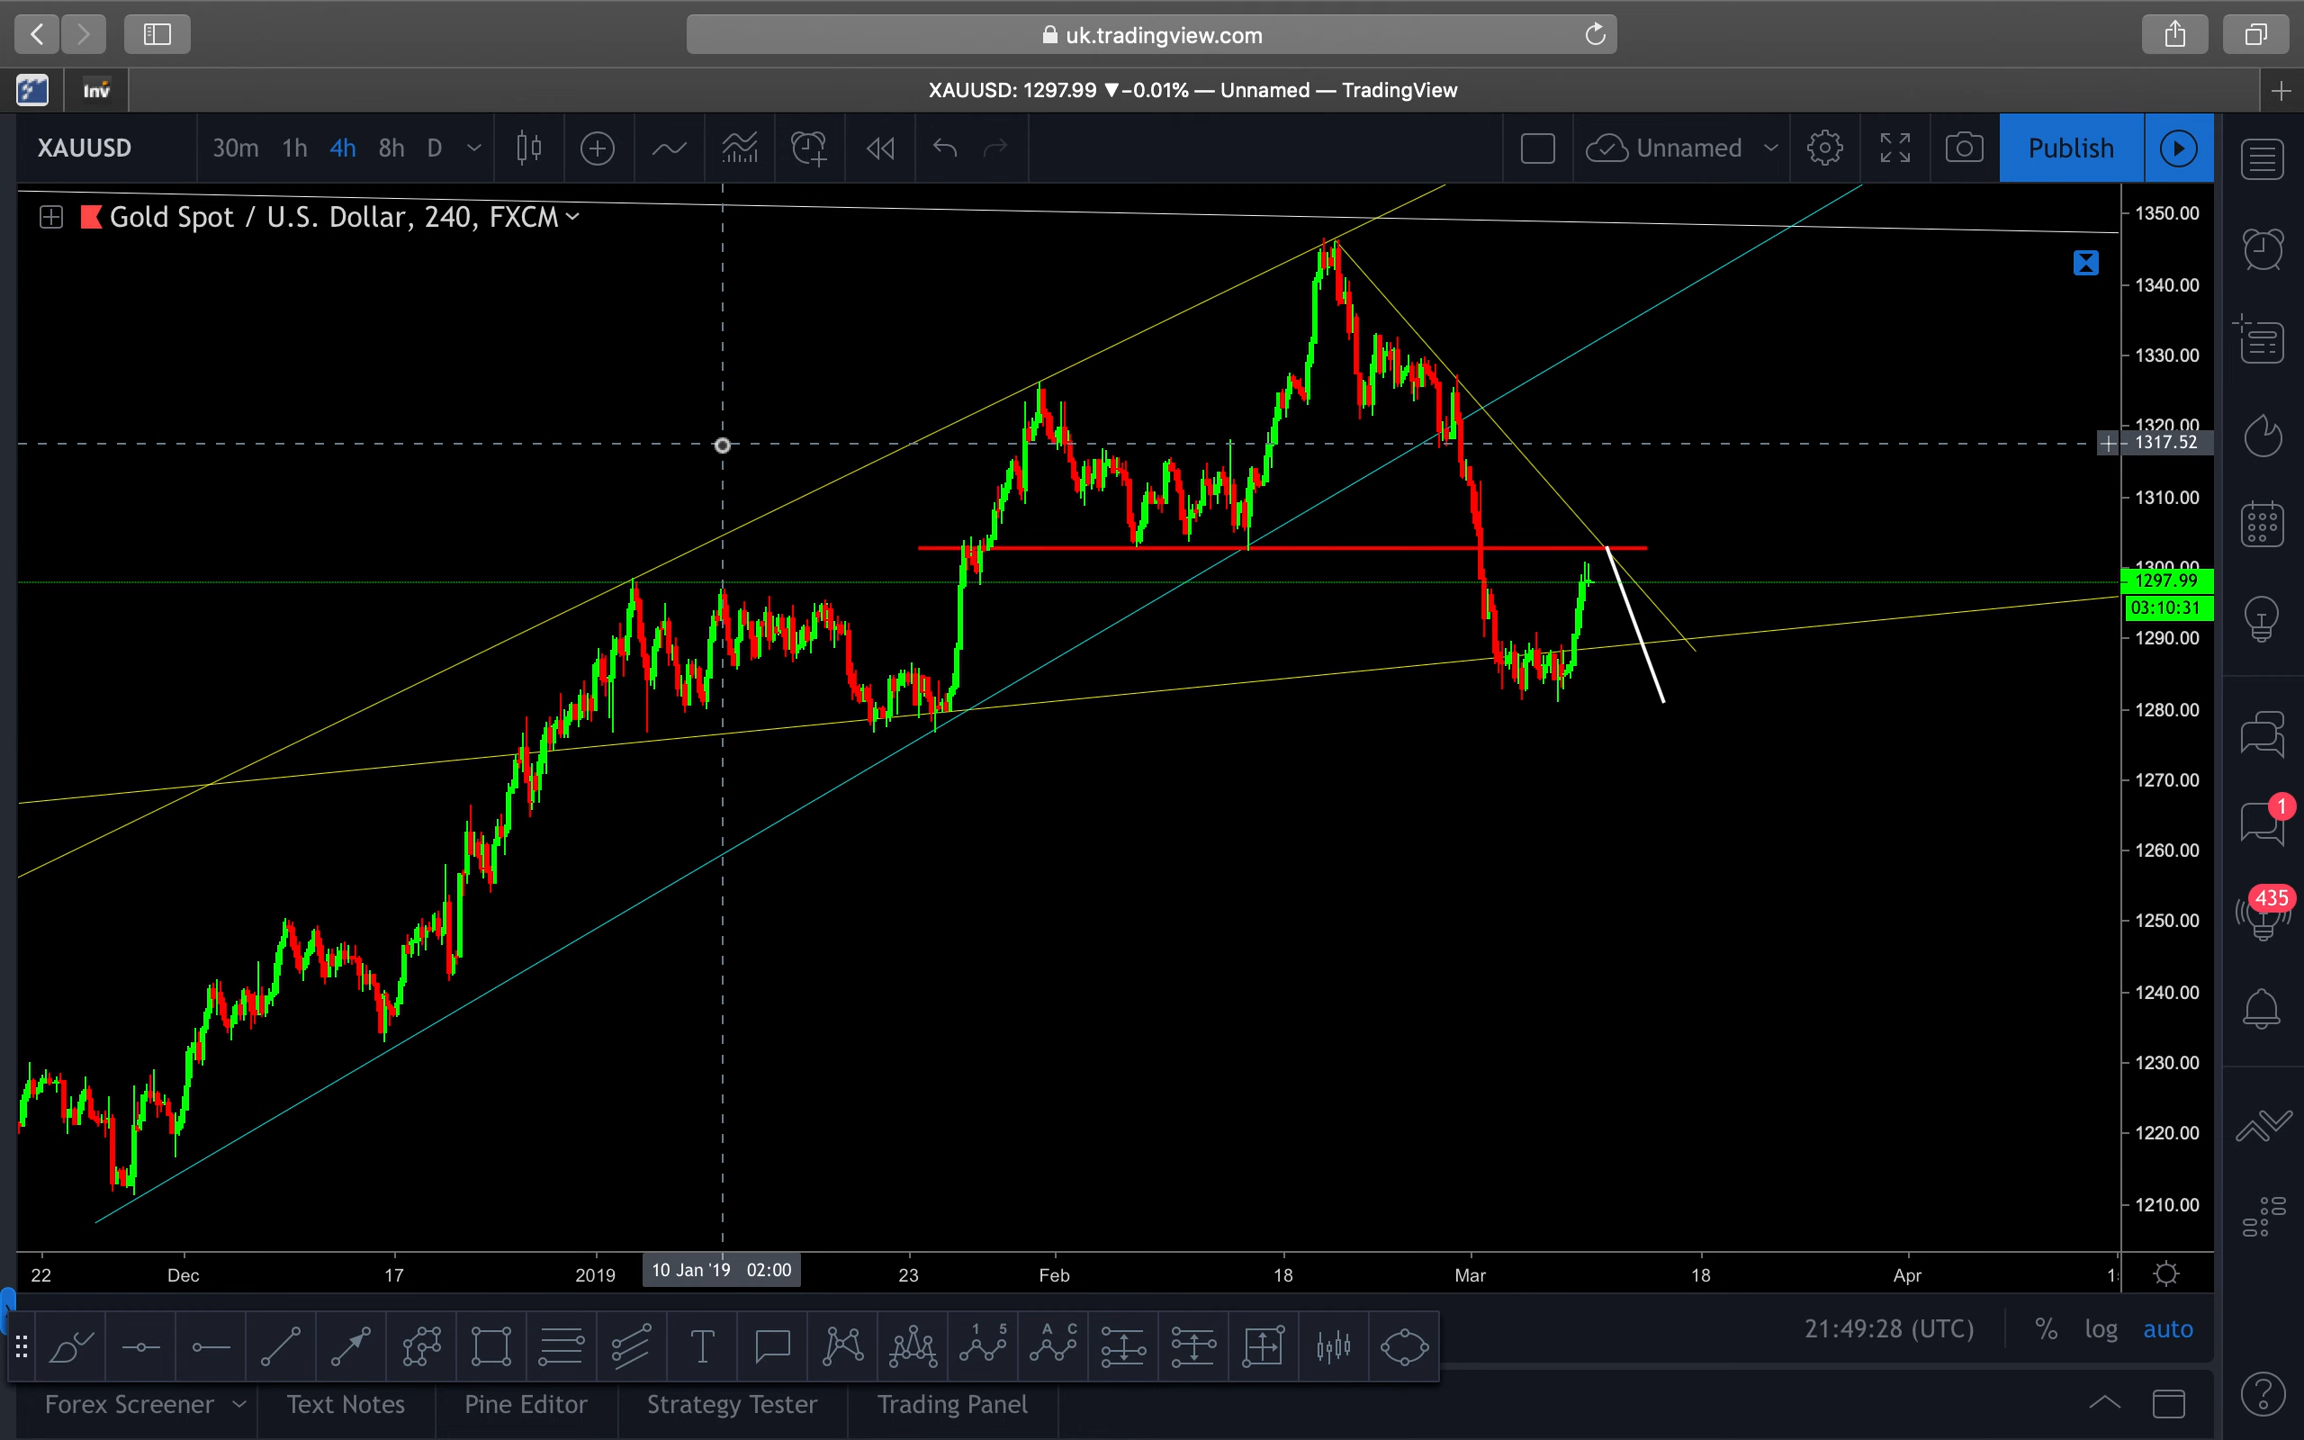 uk.tradingview.com
Inv
XAUUSD: 1297.99 ▼−0.01% — Unnamed — TradingView
XAUUSD 30m 1h 4h 8h D Unnamed Publish
Gold Spot / U.S. Dollar, 240, FXCM
1350.00
1340.00
1330.00
1320.00
1317.52
1310.00
1300.00
1297.99
03:10:31
1290.00
1280.00
1270.00
1260.00
1250.00
1240.00
1230.00
1220.00
1210.00
1
435
22 Dec 17 2019 10 Jan '19 02:00 23 Feb 18 Mar 18 Apr
21:49:28 (UTC) % log auto
T 1 5 A C
Forex Screener Text Notes Pine Editor Strategy Tester Trading Panel